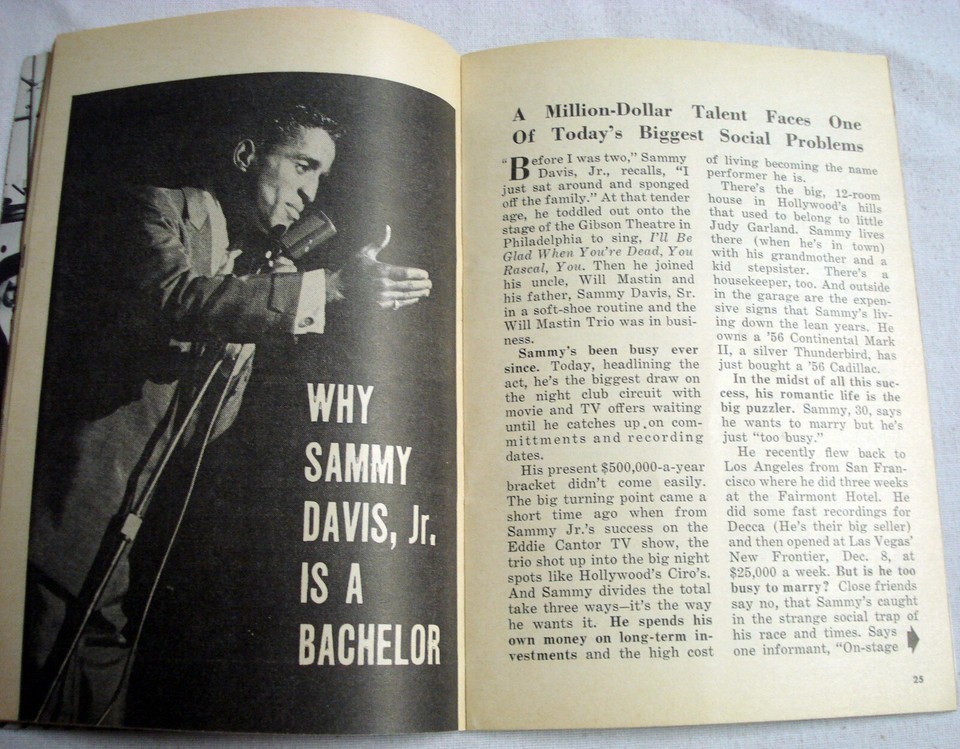 WHY
SAMMY
DAVIS, Jr.
IS A
BACHELOR
A Million-Dollar Talent Faces One
Of Today's Biggest Social Problems
"Before I was two," Sammy
Davis, Jr., recalls, "I
just sat around and sponged
off the family." At that tender
age, he toddled out onto the
stage of the Gibson Theatre in
Philadelphia to sing, I'll Be
Glad When You're Dead, You
Rascal, You. Then he joined
his uncle, Will Mastin and
his father, Sammy Davis, Sr.
in a soft-shoe routine and the
Will Mastin Trio was in busi-
ness.
Sammy's been busy ever
since. Today, headlining the
act, he's the biggest draw on
the night club circuit with
movie and TV offers waiting
until he catches up on com-
mittments and recording
dates.
His present $500,000-a-year
bracket didn't come easily.
The big turning point came a
short time ago when from
Sammy Jr.'s success on the
Eddie Cantor TV show, the
trio shot up into the big night
spots like Hollywood's Ciro's.
And Sammy divides the total
take three ways—it's the way
he wants it. He spends his
own money on long-term in-
vestments and the high cost
of living becoming the name
performer he is.
There's the big, 12-room
house in Hollywood's hills
that used to belong to little
Judy Garland. Sammy lives
there (when he's in town)
with his grandmother and a
kid stepsister. There's a
housekeeper, too. And outside
in the garage are the expen-
sive signs that Sammy's liv-
ing down the lean years. He
owns a '56 Continental Mark
II, a silver Thunderbird, has
just bought a '56 Cadillac.
In the midst of all this suc-
cess, his romantic life is the
big puzzler. Sammy, 30, says
he wants to marry but he's
just "too busy."
He recently flew back to
Los Angeles from San Fran-
cisco where he did three weeks
at the Fairmont Hotel. He
did some fast recordings for
Decca (He's their big seller)
and then opened at Las Vegas'
New Frontier, Dec. 8, at
$25,000 a week. But is he too
busy to marry? Close friends
say no, that Sammy's caught
in the strange social trap of
his race and times. Says
one informant, "On-stage
25